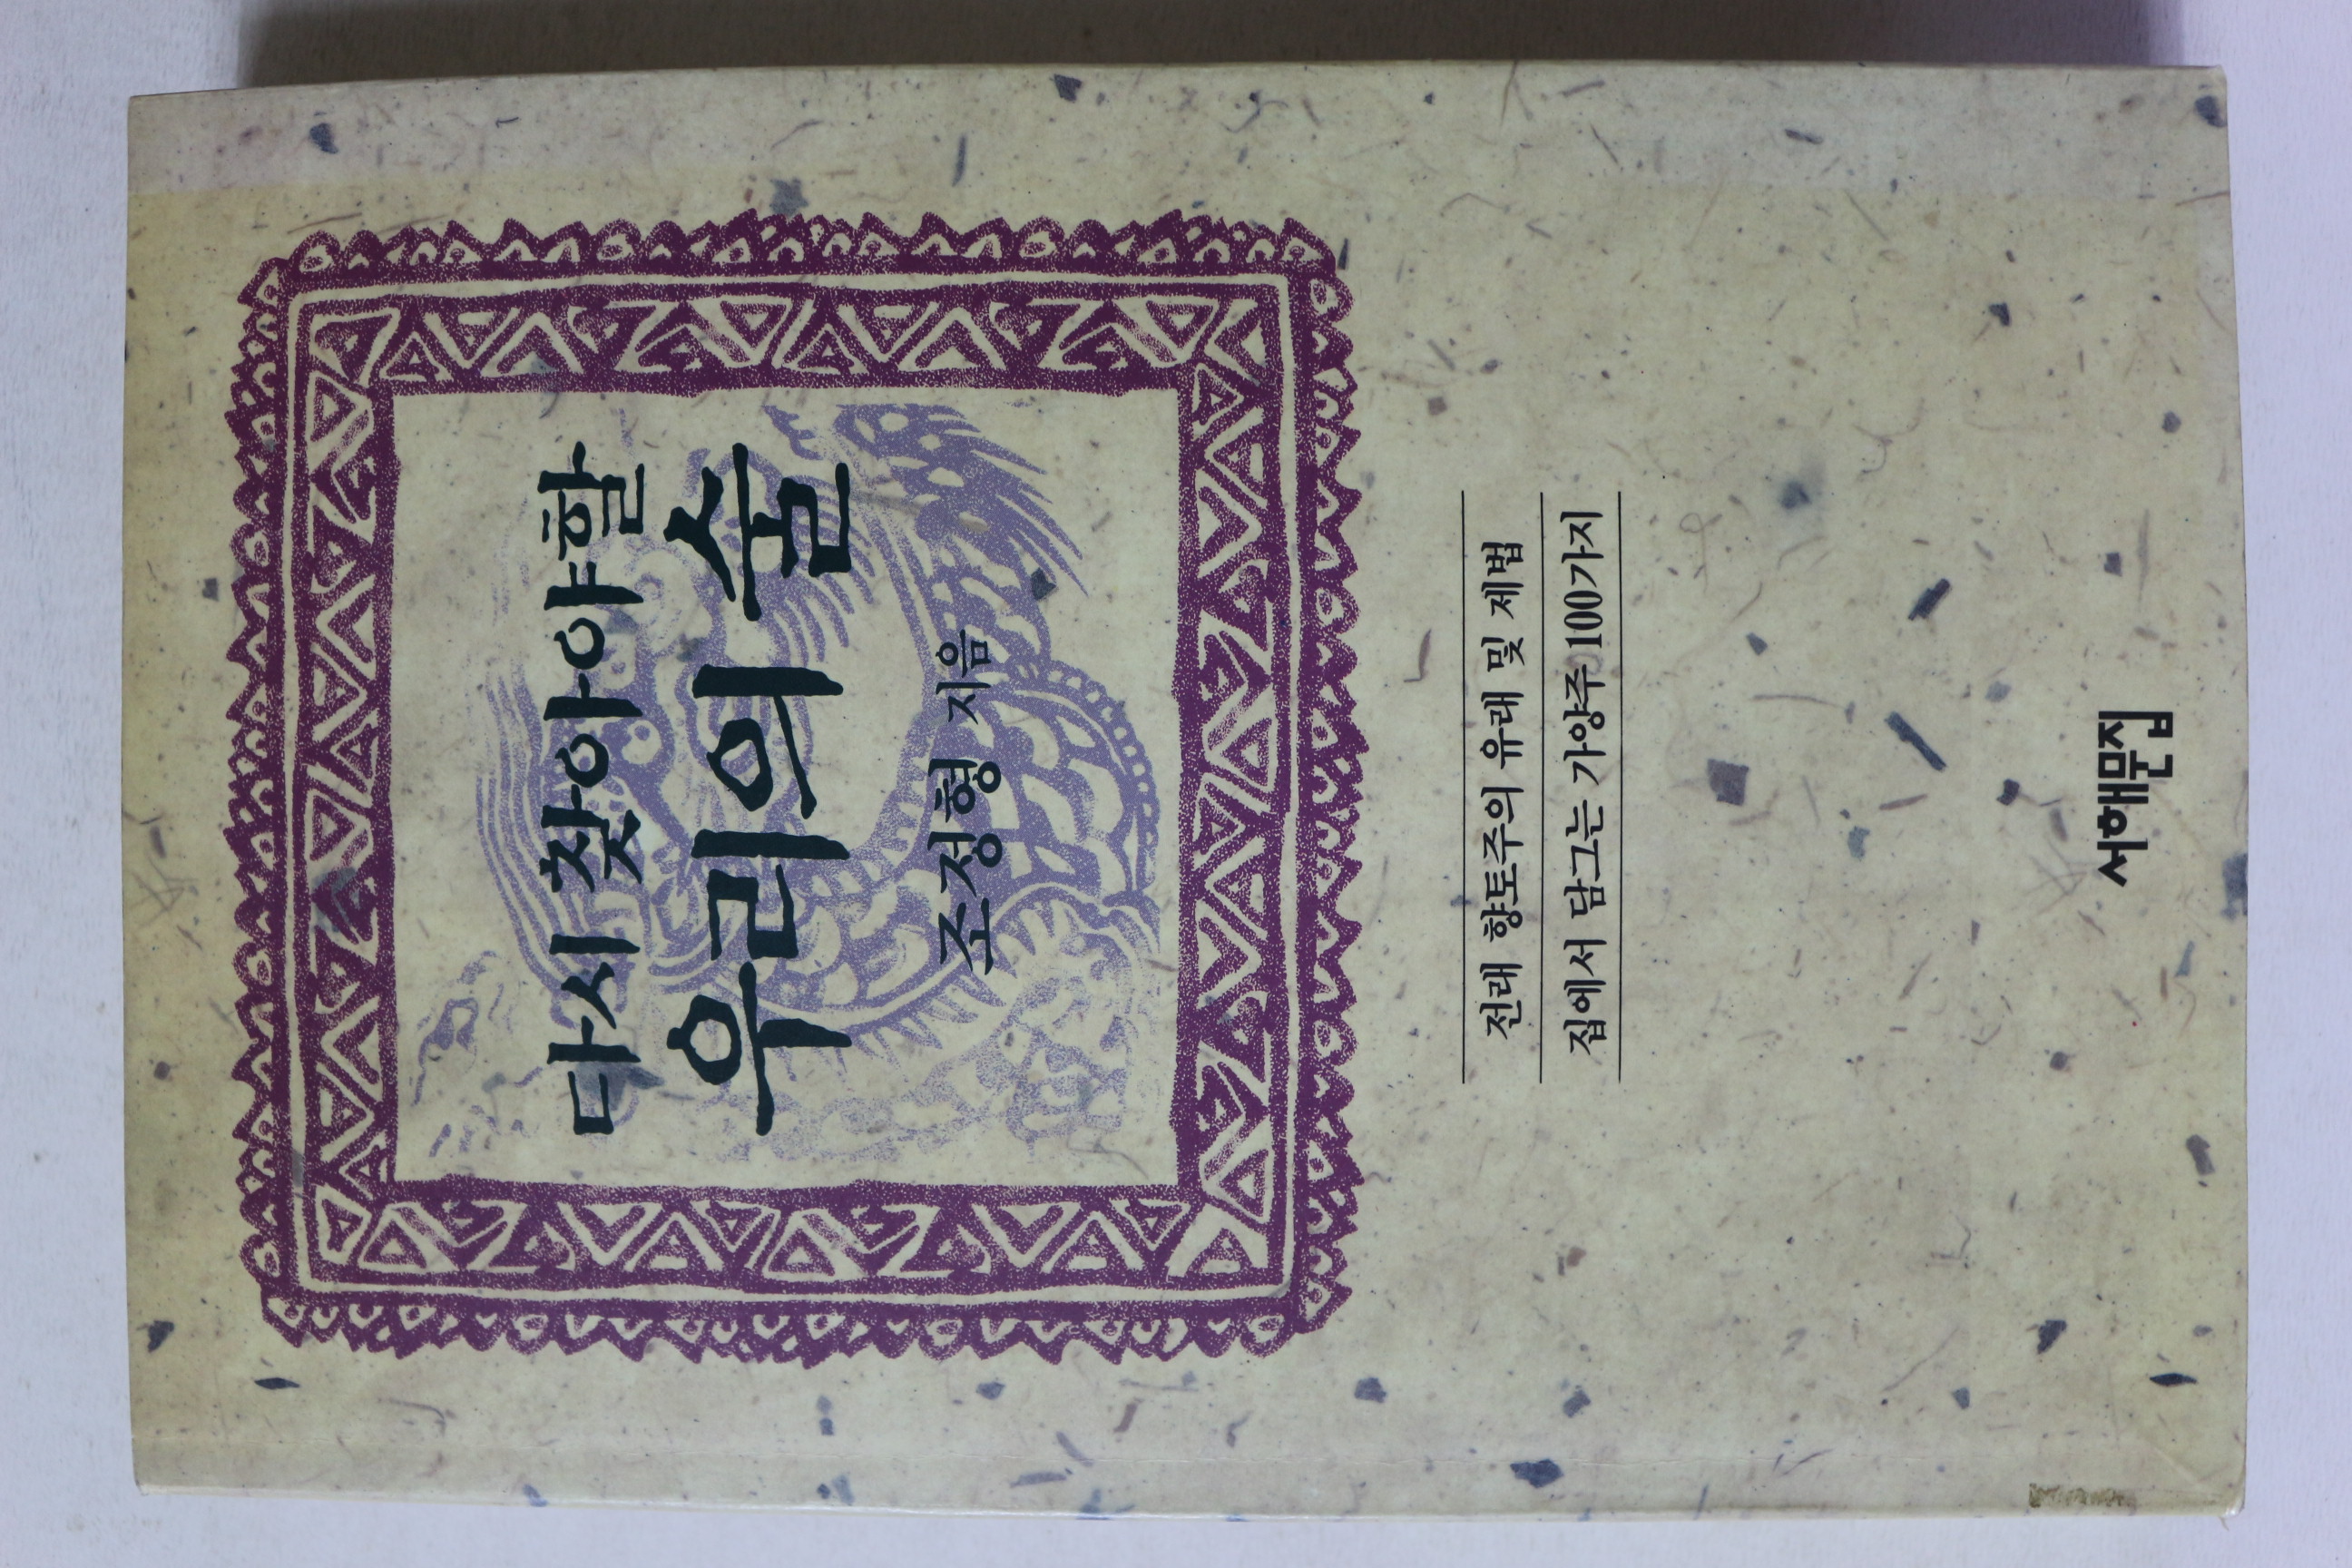 다시 찾아야할
우리의 술
조정형 지음
전래 향토주의 유래 및 제법
집에서 담그는 가양주 100가지
서해문집